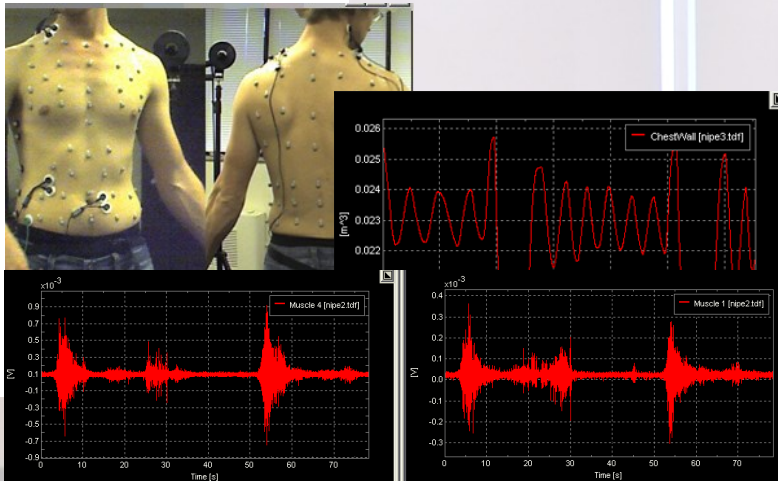 ChestWall [nipe3.tdf]
0.026
0.024
0.023
0.022
[m^3]
x10^-3
Muscle 4 [nipe2.tdf]
0.9
0.7
0.5
0.3
0.1
-0.1
-0.3
-0.5
-0.7
-0.9
[V]
0 10 20 30 40 50 60 70
Time [s]
x10^-3
Muscle 1 [nipe2.tdf]
0.4
0.3
0.2
0.1
0.0
-0.1
-0.2
-0.3
[V]
0 10 20 30 40 50 60 70
Time [s]